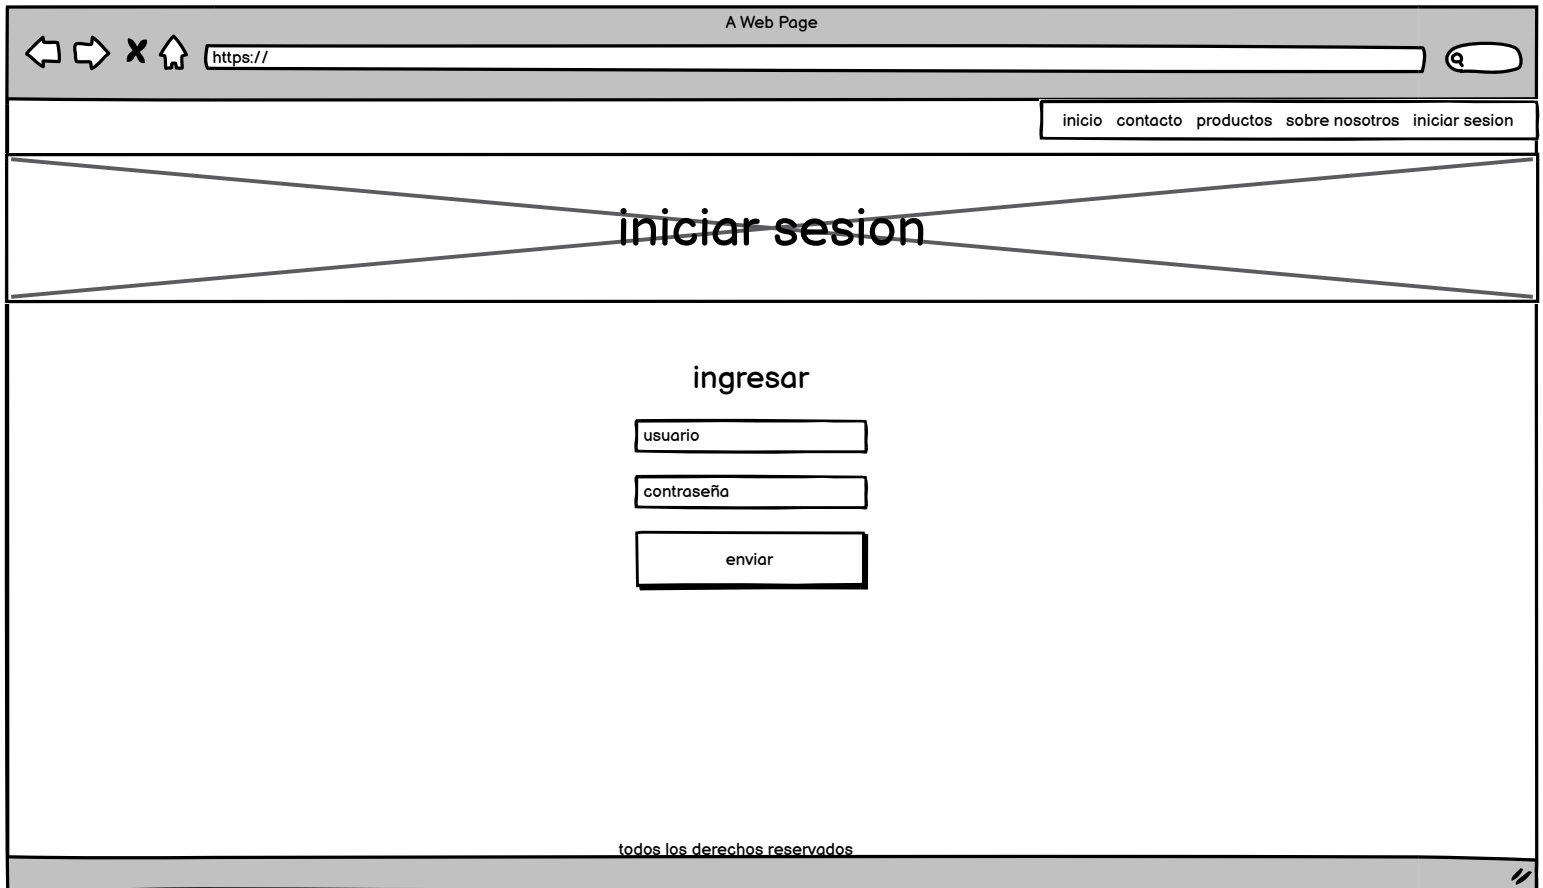 A Web Page
https://
inicio contacto productos sobre nosotros iniciar sesion
iniciar sesion
ingresar
usuario
contraseña
enviar
todos los derechos reservados